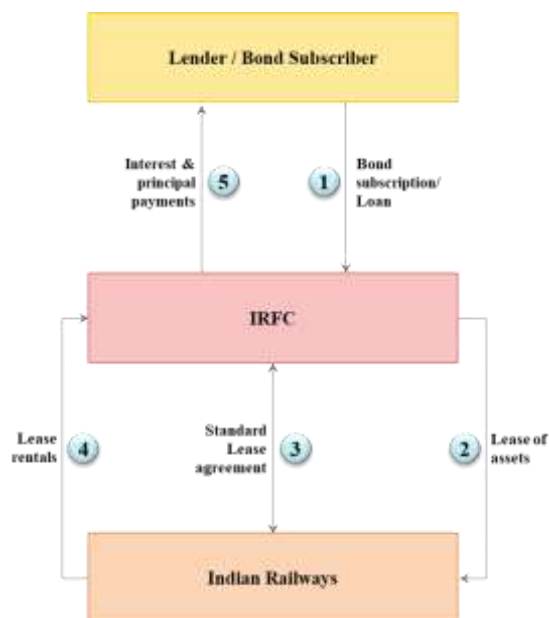 Lender / Bond Subscriber
Interest &
principal
payments
5
1
Bond
subscription/
Loan
IRFC
Lease
rentals
4
Standard
Lease
agreement
3
2
Lease of
assets
Indian Railways